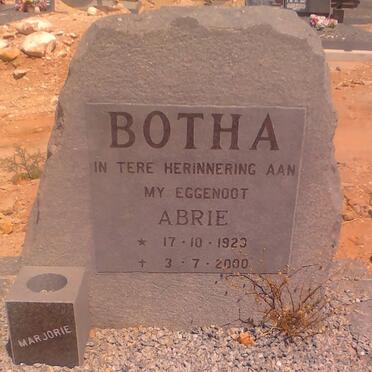 BOTHA
IN TERE HERINNERING AAN
MY EGGENOOT
ABRIE
* 17 · 10 · 1923
✝ 3 · 7 · 2000
MARJORIE